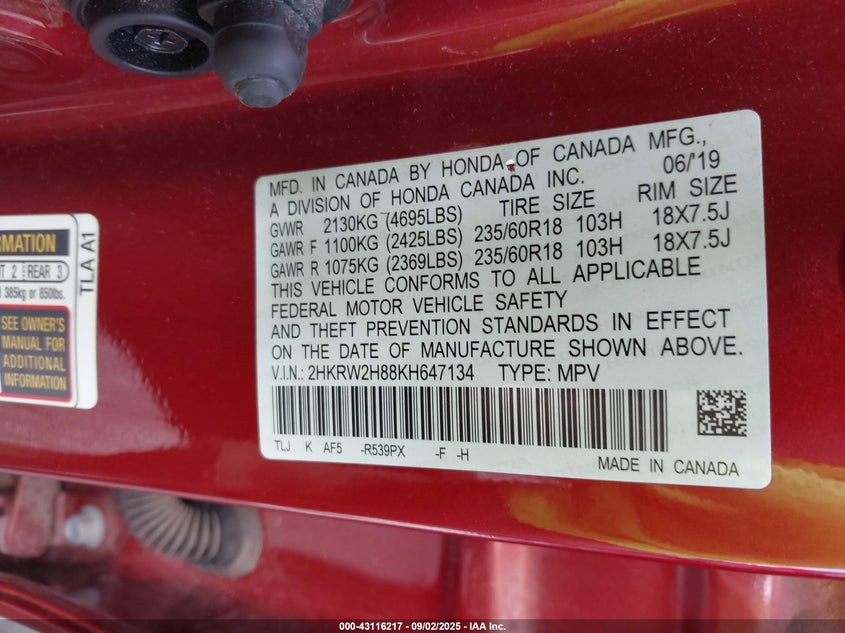 MFD. IN CANADA BY HONDA OF CANADA MFG.,
A DIVISION OF HONDA CANADA INC. 06/'19
GVWR 2130KG (4695LBS) TIRE SIZE RIM SIZE
GAWR F 1100KG (2425LBS) 235/60R18 103H 18X7.5J
GAWR R 1075KG (2369LBS) 235/60R18 103H 18X7.5J
THIS VEHICLE CONFORMS TO ALL APPLICABLE
FEDERAL MOTOR VEHICLE SAFETY
AND THEFT PREVENTION STANDARDS IN EFFECT
ON THE DATE OF MANUFACTURE SHOWN ABOVE.
V.I.N.: 2HKRW2H88KH647134 TYPE: MPV
TLJ K AF5 -R539PX -F -H
MADE IN CANADA
REAR 3
385kg or 850lbs.
SEE OWNER'S
MANUAL FOR
ADDITIONAL
INFORMATION
TLA A1
000-43116217 - 09/02/2025 - IAA Inc.